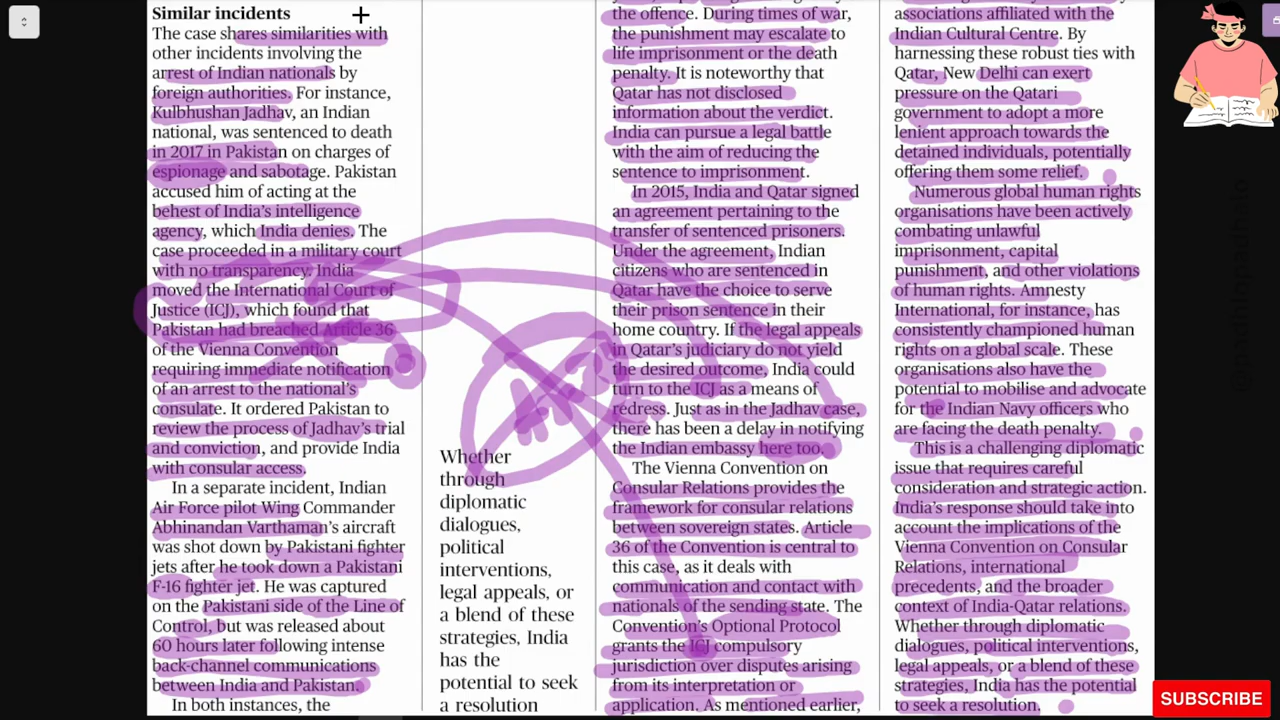 Similar incidents
The case shares similarities with
other incidents involving the
arrest of Indian nationals by
foreign authorities. For instance,
Kulbhushan Jadhav, an Indian
national, was sentenced to death
in 2017 in Pakistan on charges of
espionage and sabotage. Pakistan
accused him of acting at the
behest of India's intelligence
agency, which India denies. The
case proceeded in a military court
with no transparency. India
moved the International Court of
Justice (ICJ), which found that
Pakistan had breached Article 36
of the Vienna Convention
requiring immediate notification
of an arrest to the national's
consulate. It ordered Pakistan to
review the process of Jadhav's trial
and conviction, and provide India
with consular access.
In a separate incident, Indian
Air Force pilot Wing Commander
Abhinandan Varthaman's aircraft
was shot down by Pakistani fighter
jets after he took down a Pakistani
F-16 fighter jet. He was captured
on the Pakistani side of the Line of
Control, but was released about
60 hours later following intense
back-channel communications
between India and Pakistan.
In both instances, the
Whether
through
diplomatic
dialogues,
political
interventions,
legal appeals, or
a blend of these
strategies, India
has the
potential to seek
a resolution
the offence. During times of war,
the punishment may escalate to
life imprisonment or the death
penalty. It is noteworthy that
Qatar has not disclosed
information about the verdict.
India can pursue a legal battle
with the aim of reducing the
sentence to imprisonment.
In 2015, India and Qatar signed
an agreement pertaining to the
transfer of sentenced prisoners.
Under the agreement, Indian
citizens who are sentenced in
Qatar have the choice to serve
their prison sentence in their
home country. If the legal appeals
in Qatar's judiciary do not yield
the desired outcome, India could
turn to the ICJ as a means of
redress. Just as in the Jadhav case,
there has been a delay in notifying
the Indian embassy here too.
The Vienna Convention on
Consular Relations provides the
framework for consular relations
between sovereign states. Article
36 of the Convention is central to
this case, as it deals with
communication and contact with
nationals of the sending state. The
Convention's Optional Protocol
grants the ICJ compulsory
jurisdiction over disputes arising
from its interpretation or
application. As mentioned earlier,
associations affiliated with the
Indian Cultural Centre. By
harnessing these robust ties with
Qatar, New Delhi can exert
pressure on the Qatari
government to adopt a more
lenient approach towards the
detained individuals, potentially
offering them some relief.
Numerous global human rights
organisations have been actively
combating unlawful
imprisonment, capital
punishment, and other violations
of human rights. Amnesty
International, for instance, has
consistently championed human
rights on a global scale. These
organisations also have the
potential to mobilise and advocate
for the Indian Navy officers who
are facing the death penalty.
This is a challenging diplomatic
issue that requires careful
consideration and strategic action.
India's response should take into
account the implications of the
Vienna Convention on Consular
Relations, international
precedents, and the broader
context of India-Qatar relations.
Whether through diplomatic
dialogues, political interventions,
legal appeals, or a blend of these
strategies, India has the potential
to seek a resolution.
@padhlopadhalo
SUBSCRIBE